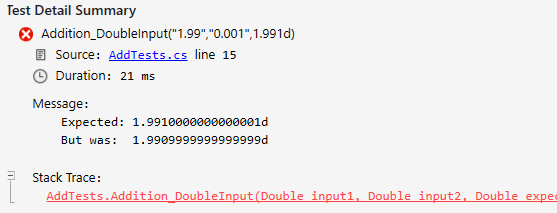 Test Detail Summary
Addition_DoubleInput("1.99","0.001",1.991d)
Source: AddTests.cs line 15
Duration: 21 ms
Message:
Expected: 1.9910000000000001d
But was: 1.9909999999999999d
Stack Trace:
AddTests.Addition_DoubleInput(Double input1, Double input2, Double expec